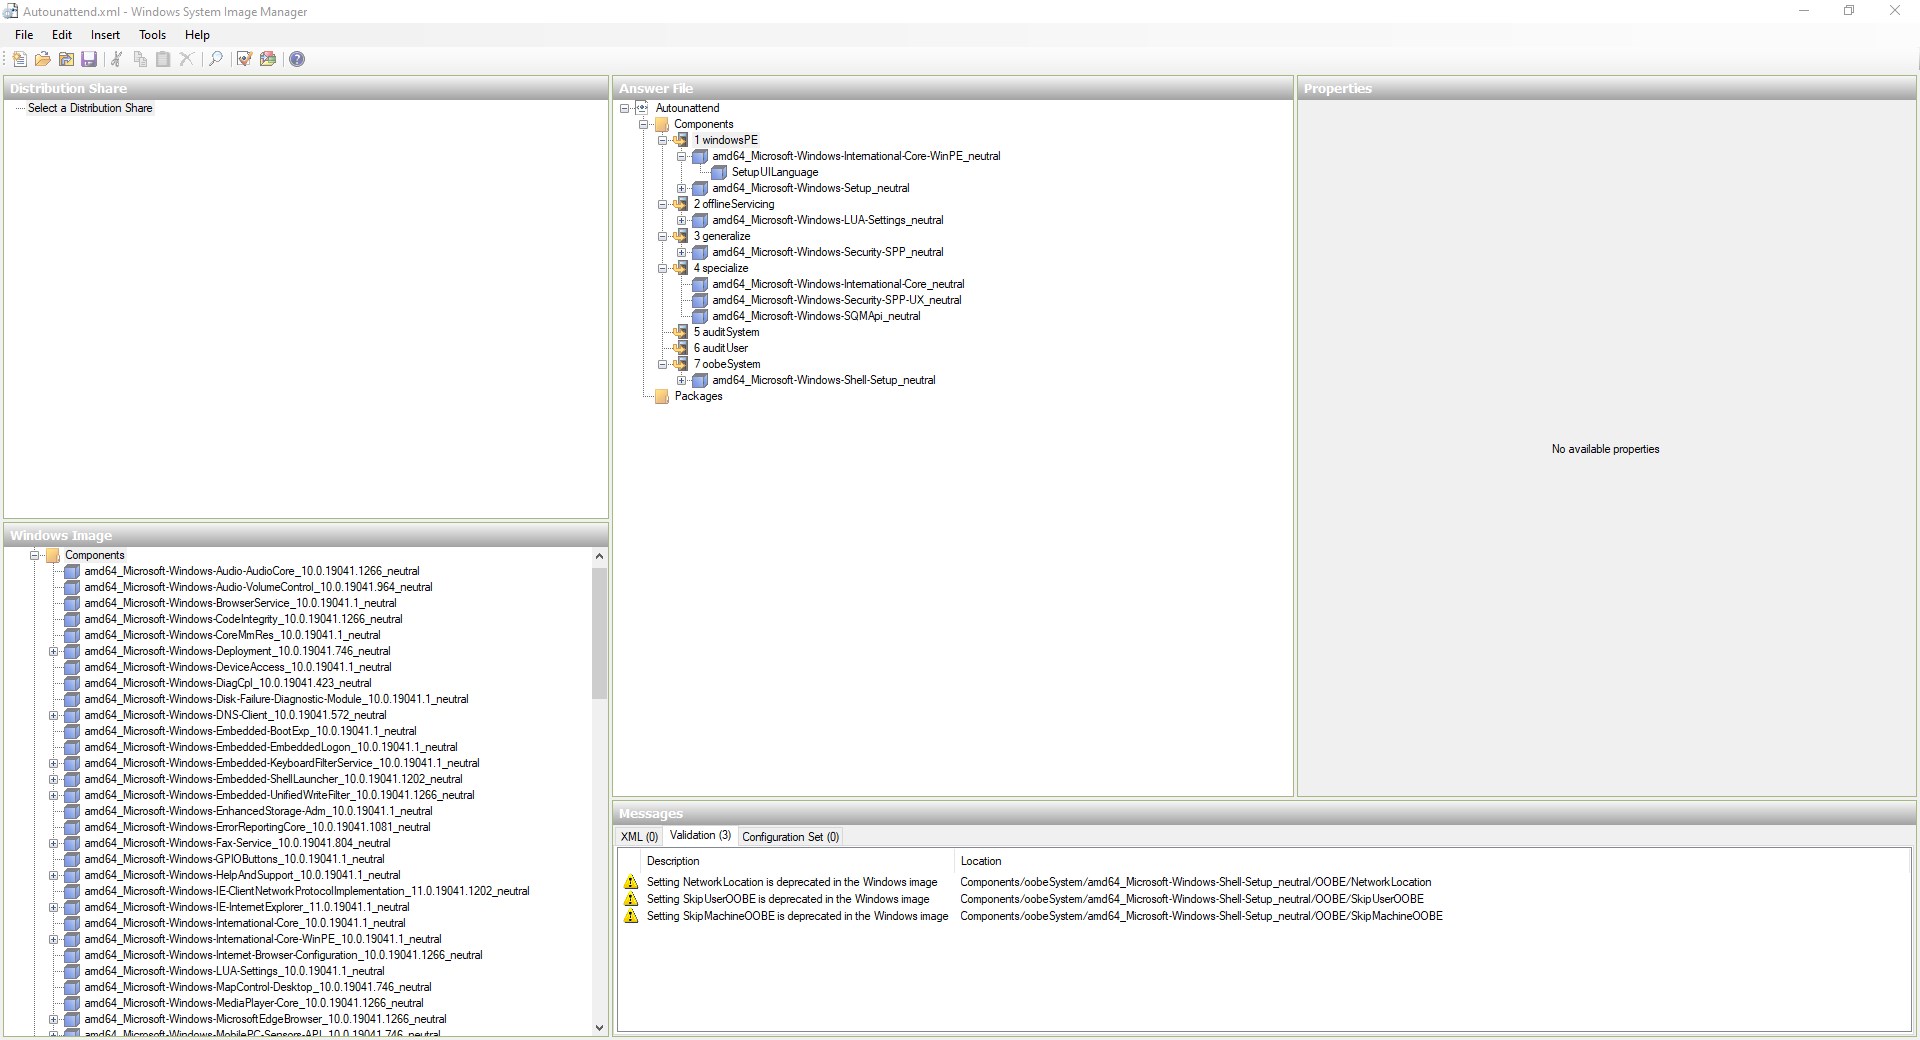 Autounattend.xml - Windows System Image Manager
File Edit Insert Tools Help
Distribution Share
Select a Distribution Share
Windows Image
Components
amd64_Microsoft-Windows-Audio-AudioCore_10.0.19041.1266_neutral
amd64_Microsoft-Windows-Audio-VolumeControl_10.0.19041.964_neutral
amd64_Microsoft-Windows-BrowserService_10.0.19041.1_neutral
amd64_Microsoft-Windows-CodeIntegrity_10.0.19041.1266_neutral
amd64_Microsoft-Windows-CoreMmRes_10.0.19041.1_neutral
amd64_Microsoft-Windows-Deployment_10.0.19041.746_neutral
amd64_Microsoft-Windows-DeviceAccess_10.0.19041.1_neutral
amd64_Microsoft-Windows-DiagCpl_10.0.19041.423_neutral
amd64_Microsoft-Windows-Disk-Failure-Diagnostic-Module_10.0.19041.1_neutral
amd64_Microsoft-Windows-DNS-Client_10.0.19041.572_neutral
amd64_Microsoft-Windows-Embedded-BootExp_10.0.19041.1_neutral
amd64_Microsoft-Windows-Embedded-EmbeddedLogon_10.0.19041.1_neutral
amd64_Microsoft-Windows-Embedded-KeyboardFilterService_10.0.19041.1_neutral
amd64_Microsoft-Windows-Embedded-ShellLauncher_10.0.19041.1202_neutral
amd64_Microsoft-Windows-Embedded-UnifiedWriteFilter_10.0.19041.1266_neutral
amd64_Microsoft-Windows-EnhancedStorage-Adm_10.0.19041.1_neutral
amd64_Microsoft-Windows-ErrorReportingCore_10.0.19041.1081_neutral
amd64_Microsoft-Windows-Fax-Service_10.0.19041.804_neutral
amd64_Microsoft-Windows-GPIOButtons_10.0.19041.1_neutral
amd64_Microsoft-Windows-HelpAndSupport_10.0.19041.1_neutral
amd64_Microsoft-Windows-IE-ClientNetworkProtocolImplementation_11.0.19041.1202_neutral
amd64_Microsoft-Windows-IE-InternetExplorer_11.0.19041.1_neutral
amd64_Microsoft-Windows-International-Core_10.0.19041.1_neutral
amd64_Microsoft-Windows-International-Core-WinPE_10.0.19041.1_neutral
amd64_Microsoft-Windows-Internet-Browser-Configuration_10.0.19041.1266_neutral
amd64_Microsoft-Windows-LUA-Settings_10.0.19041.1_neutral
amd64_Microsoft-Windows-MapControl-Desktop_10.0.19041.746_neutral
amd64_Microsoft-Windows-MediaPlayer-Core_10.0.19041.1266_neutral
amd64_Microsoft-Windows-MicrosoftEdgeBrowser_10.0.19041.1266_neutral
amd64_Microsoft-Windows-MobilePC-Sensors-API_10.0.19041.746_neutral
Answer File
Autounattend
Components
1 windowsPE
amd64_Microsoft-Windows-International-Core-WinPE_neutral
SetupUILanguage
amd64_Microsoft-Windows-Setup_neutral
2 offlineServicing
amd64_Microsoft-Windows-LUA-Settings_neutral
3 generalize
amd64_Microsoft-Windows-Security-SPP_neutral
4 specialize
amd64_Microsoft-Windows-International-Core_neutral
amd64_Microsoft-Windows-Security-SPP-UX_neutral
amd64_Microsoft-Windows-SQMApi_neutral
5 auditSystem
6 auditUser
7 oobeSystem
amd64_Microsoft-Windows-Shell-Setup_neutral
Packages
Properties
No available properties
Messages
XML (0) Validation (3) Configuration Set (0)
Description Location
Setting NetworkLocation is deprecated in the Windows image Components/oobeSystem/amd64_Microsoft-Windows-Shell-Setup_neutral/OOBE/NetworkLocation
Setting SkipUserOOBE is deprecated in the Windows image Components/oobeSystem/amd64_Microsoft-Windows-Shell-Setup_neutral/OOBE/SkipUserOOBE
Setting SkipMachineOOBE is deprecated in the Windows image Components/oobeSystem/amd64_Microsoft-Windows-Shell-Setup_neutral/OOBE/SkipMachineOOBE